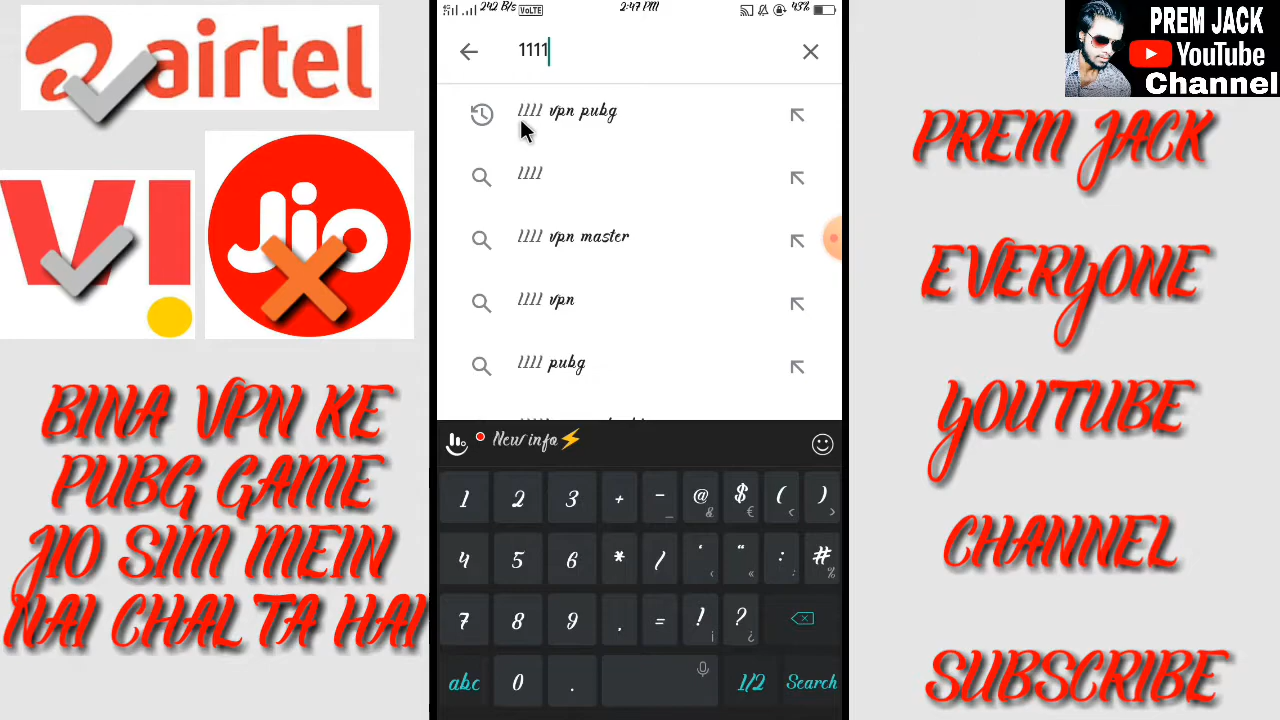 airtel
VI
Jio
BINA VPN KE
PUBG GAME
JIO SIM MEIN
NAI CHAL TA HAI
242 B/s VoLTE 2:47 PM 43%
1111
1111 vpn pubg
1111
1111 vpn master
1111 vpn
1111 pubg
New info⚡
1 2 3 + - _ @ & $ € ( < ) >
4 5 6 * / ‘ ‹ “ « : ; # %
7 8 9 . = ! ¡ ? ¿
abc 0 . 1/2 Search
PREM JACK
YouTube
Channel
PREM JACK
EVERYONE
YOUTUBE
CHANNEL
SUBSCRIBE